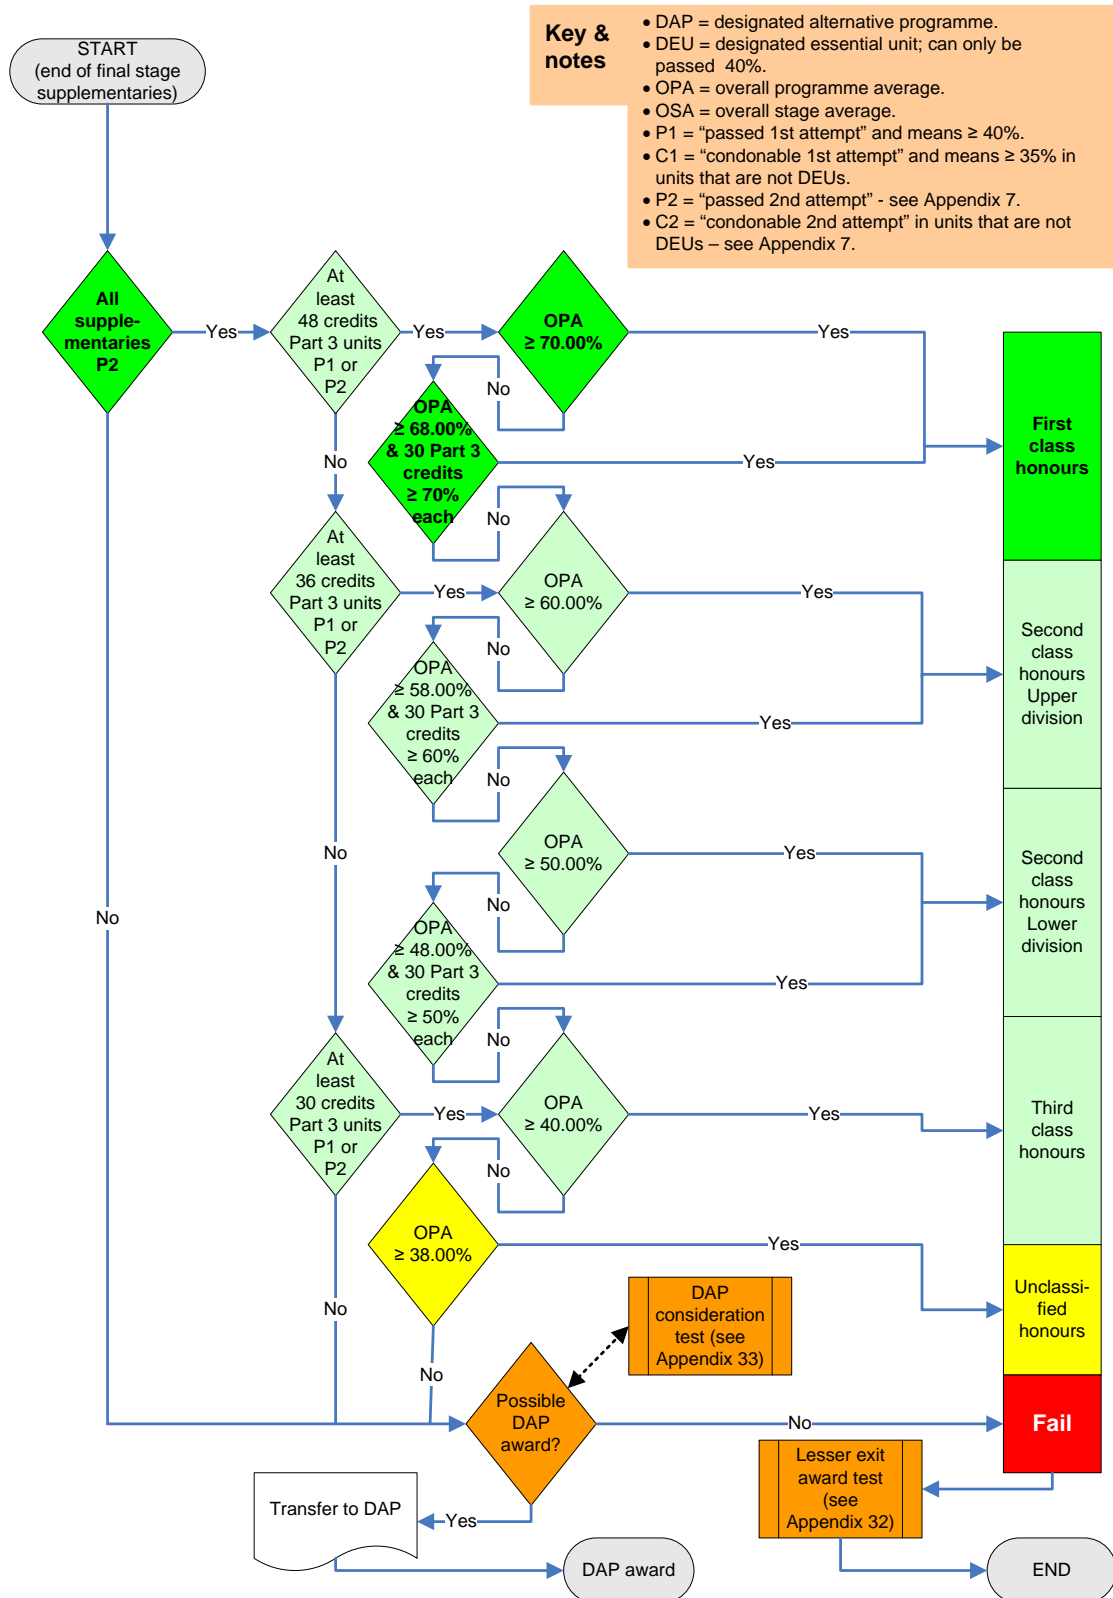 START
(end of final stage
supplementaries)
Key &
notes
• DAP = designated alternative programme.
• DEU = designated essential unit; can only be
passed 40%.
• OPA = overall programme average.
• OSA = overall stage average.
• P1 = “passed 1st attempt” and means ≥ 40%.
• C1 = “condonable 1st attempt” and means ≥ 35% in
units that are not DEUs.
• P2 = “passed 2nd attempt” - see Appendix 7.
• C2 = “condonable 2nd attempt” in units that are not
DEUs – see Appendix 7.
All
supple-
mentaries
P2
Yes
At
least
48 credits
Part 3 units
P1 or
P2
Yes
OPA
≥ 70.00%
Yes
No
OPA
≥ 68.00%
& 30 Part 3
credits
≥ 70%
each
Yes
First
class
honours
No
No
At
least
36 credits
Part 3 units
P1 or
P2
Yes
OPA
≥ 60.00%
Yes
No
OPA
≥ 58.00%
& 30 Part 3
credits
≥ 60%
each
Yes
Second
class
honours
Upper
division
No
OPA
≥ 50.00%
Yes
No
No
No
OPA
≥ 48.00%
& 30 Part 3
credits
≥ 50%
each
Yes
Second
class
honours
Lower
division
No
At
least
30 credits
Part 3 units
P1 or
P2
Yes
OPA
≥ 40.00%
Yes
Third
class
honours
No
OPA
≥ 38.00%
Yes
Unclassi-
fied
honours
No
No
DAP
consideration
test (see
Appendix 33)
Possible
DAP
award?
No
Fail
Yes
Transfer to DAP
DAP award
Lesser exit
award test
(see
Appendix 32)
END